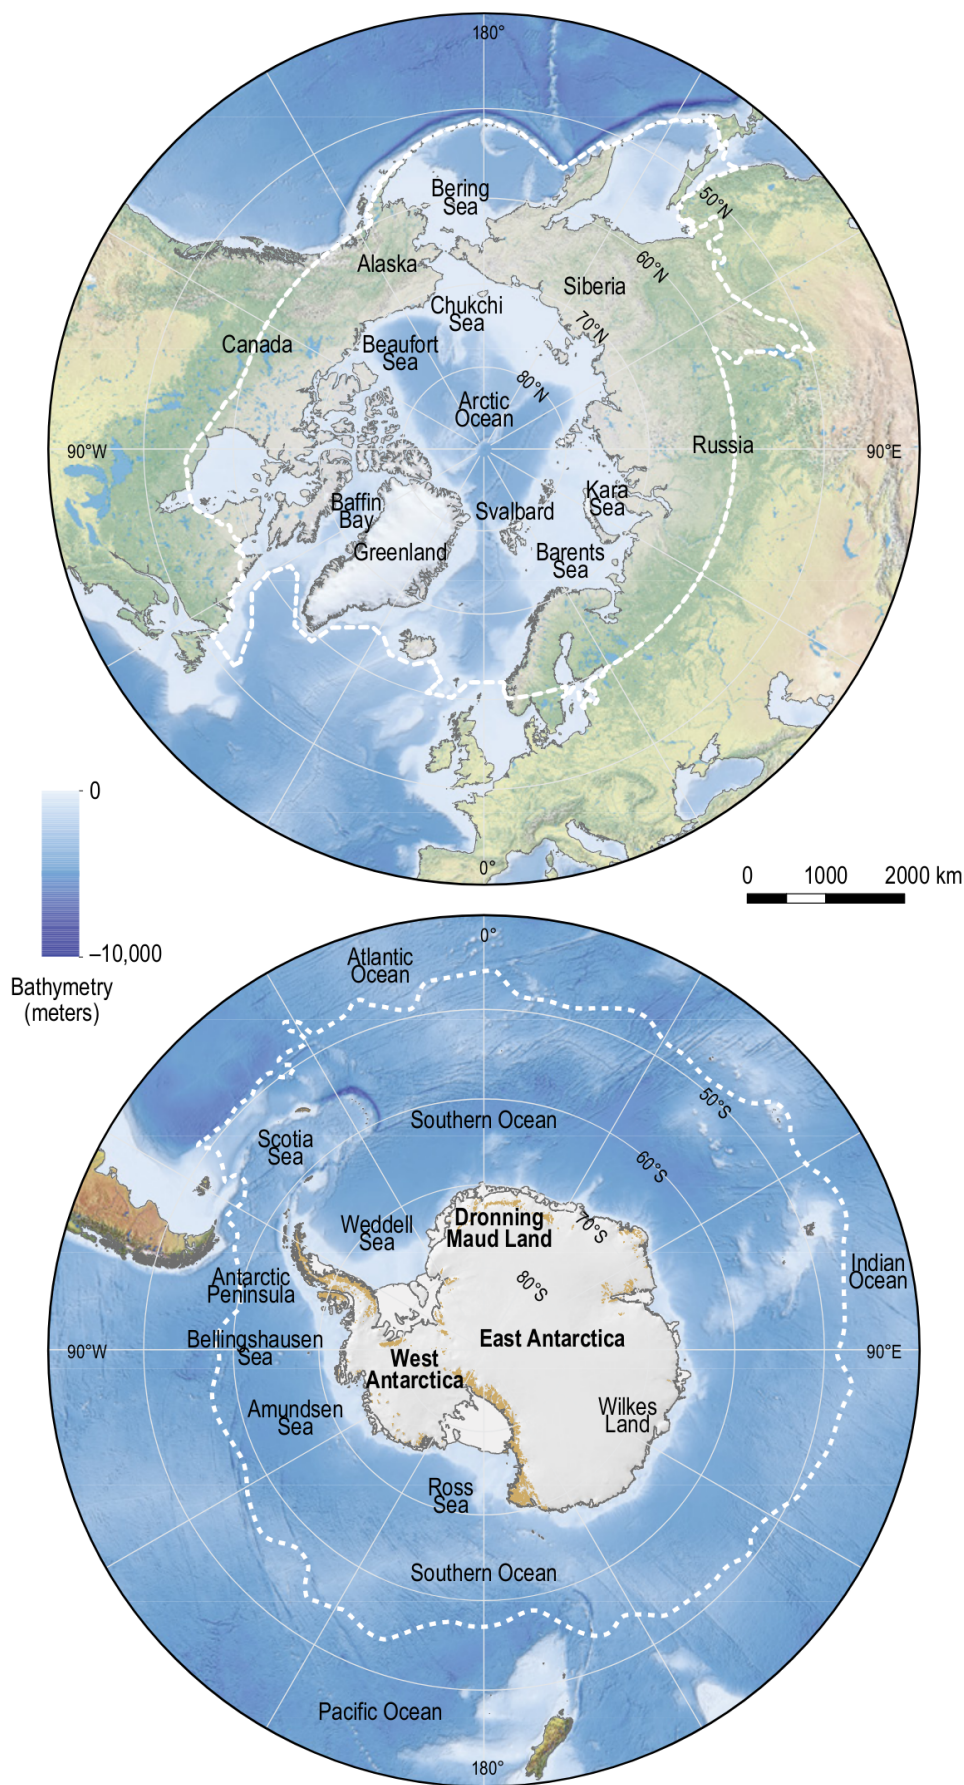 180°
Bering
Sea
50°N
60°N
Alaska
Siberia
Chukchi
Sea
70°N
Canada
Beaufort
Sea
80°N
Arctic
Ocean
90°W
Russia
90°E
Baffin
Bay
Svalbard
Kara
Sea
Greenland
Barents
Sea
0°
0
–10,000
Bathymetry
(meters)
0 1000 2000 km
0°
Atlantic
Ocean
50°S
Southern Ocean
Scotia
Sea
60°S
Weddell
Sea
Dronning
Maud Land
70°S
Indian
Ocean
Antarctic
Peninsula
80°S
Bellingshausen
Sea
East Antarctica
90°W
90°E
West
Antarctica
Amundsen
Sea
Wilkes
Land
Ross
Sea
Southern Ocean
Pacific Ocean
180°